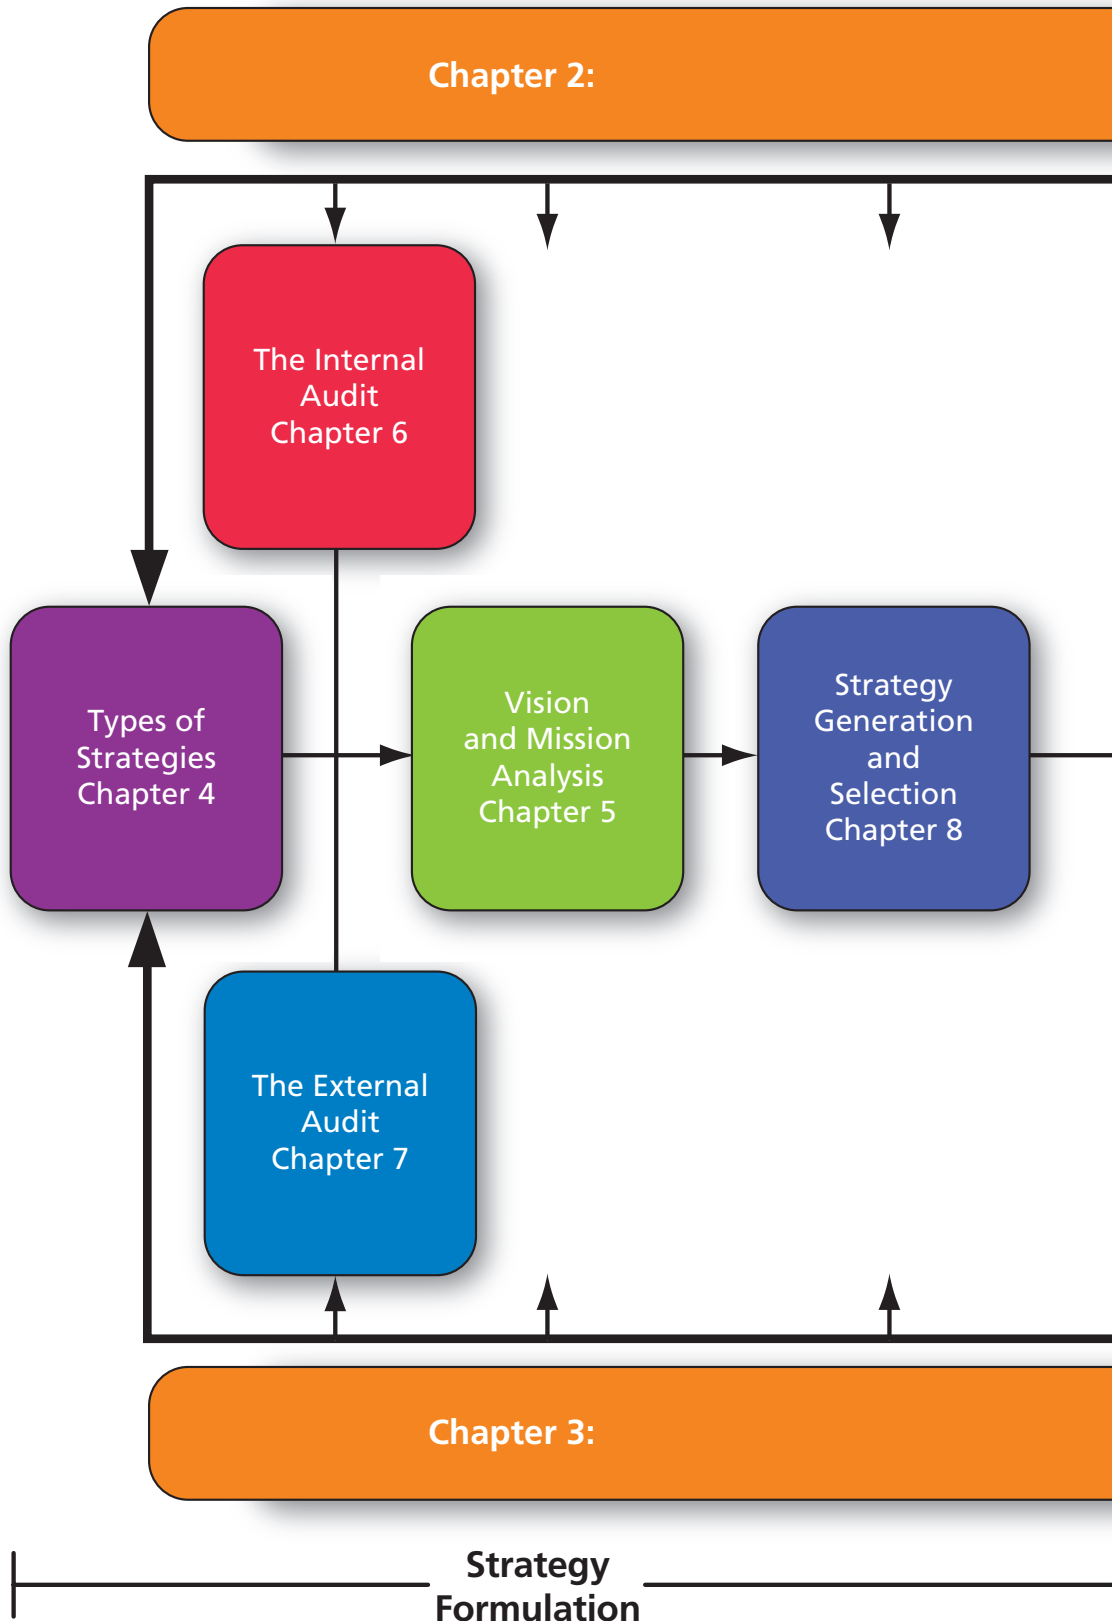 Chapter 2:
The Internal
Audit
Chapter 6
Types of
Strategies
Chapter 4
Vision
and Mission
Analysis
Chapter 5
Strategy
Generation
and
Selection
Chapter 8
The External
Audit
Chapter 7
Chapter 3:
Strategy
Formulation